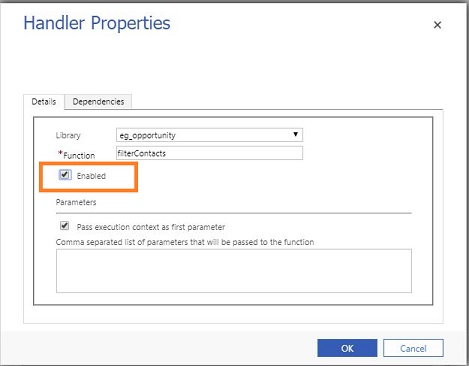 Handler Properties
Details Dependencies
Library eg_opportunity
*Function filterContacts
Enabled
Parameters
Pass execution context as first parameter
Comma separated list of parameters that will be passed to the function
OK Cancel